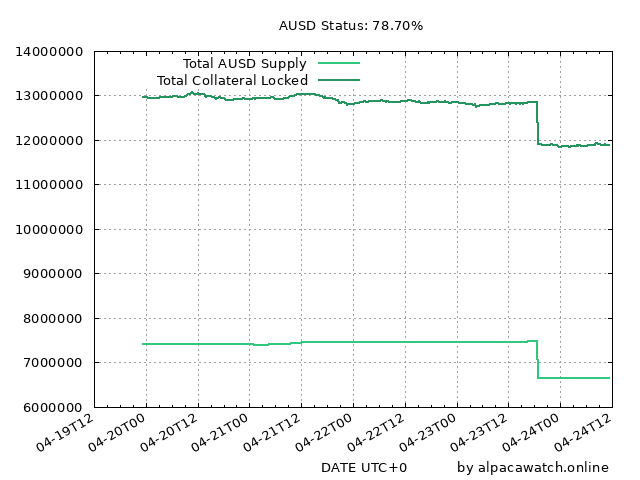 AUSD Status: 78.70%
14000000
13000000
12000000
11000000
10000000
9000000
8000000
7000000
6000000
Total AUSD Supply
Total Collateral Locked
04-19T12
04-20T00
04-20T12
04-21T00
04-21T12
04-22T00
04-22T12
04-23T00
04-23T12
04-24T00
04-24T12
DATE UTC+0
by alpacawatch.online